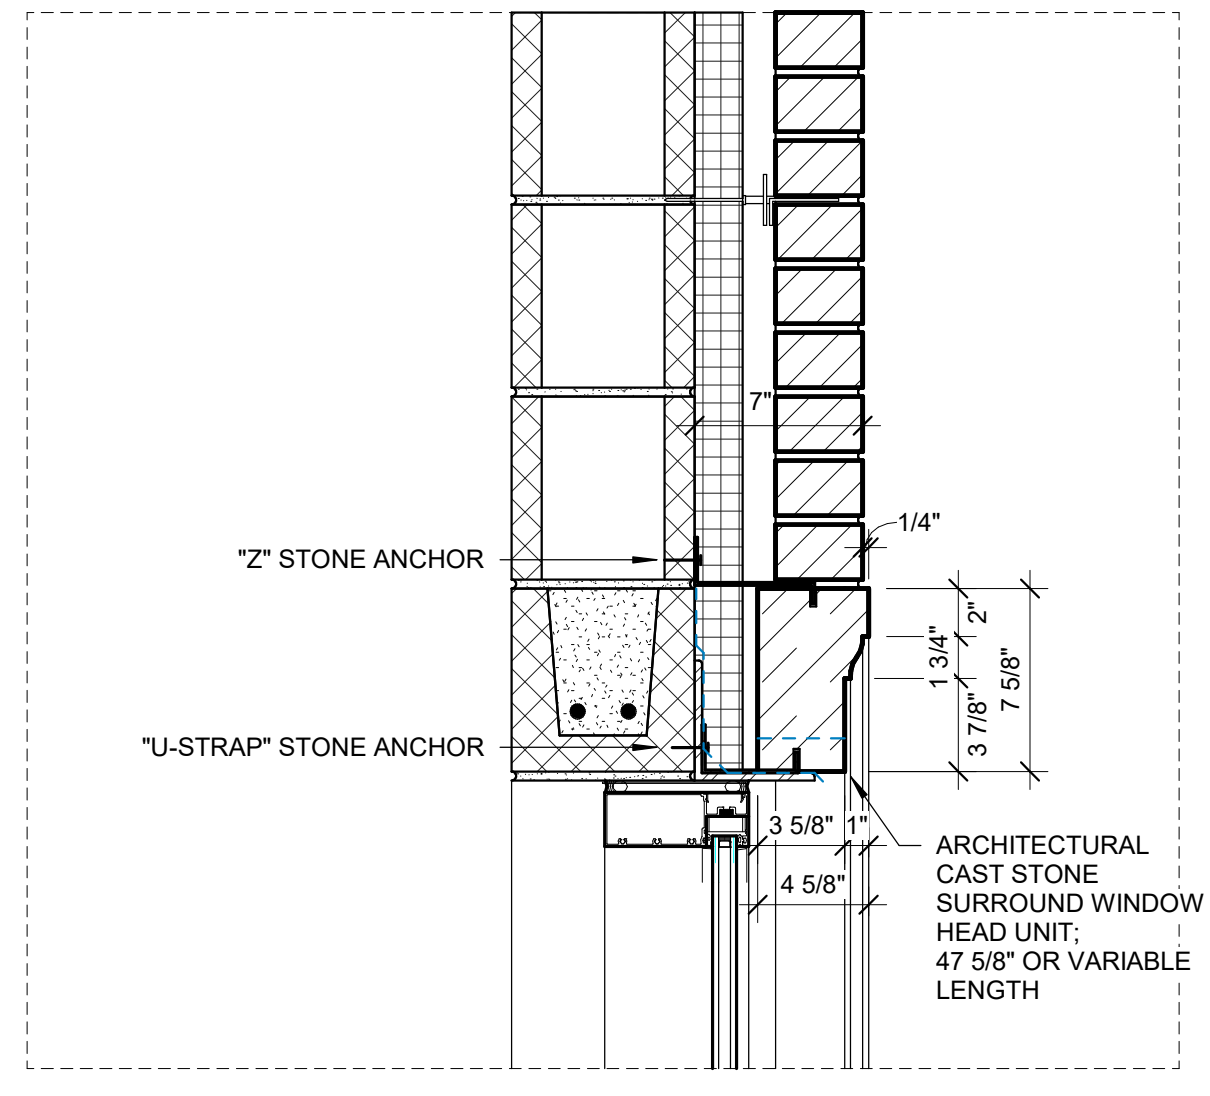 7"
1/4"
"Z" STONE ANCHOR
2"
1 3/4"
7 5/8"
3 7/8"
"U-STRAP" STONE ANCHOR
3 5/8" 1"
4 5/8"
ARCHITECTURAL
CAST STONE
SURROUND WINDOW
HEAD UNIT;
47 5/8" OR VARIABLE
LENGTH